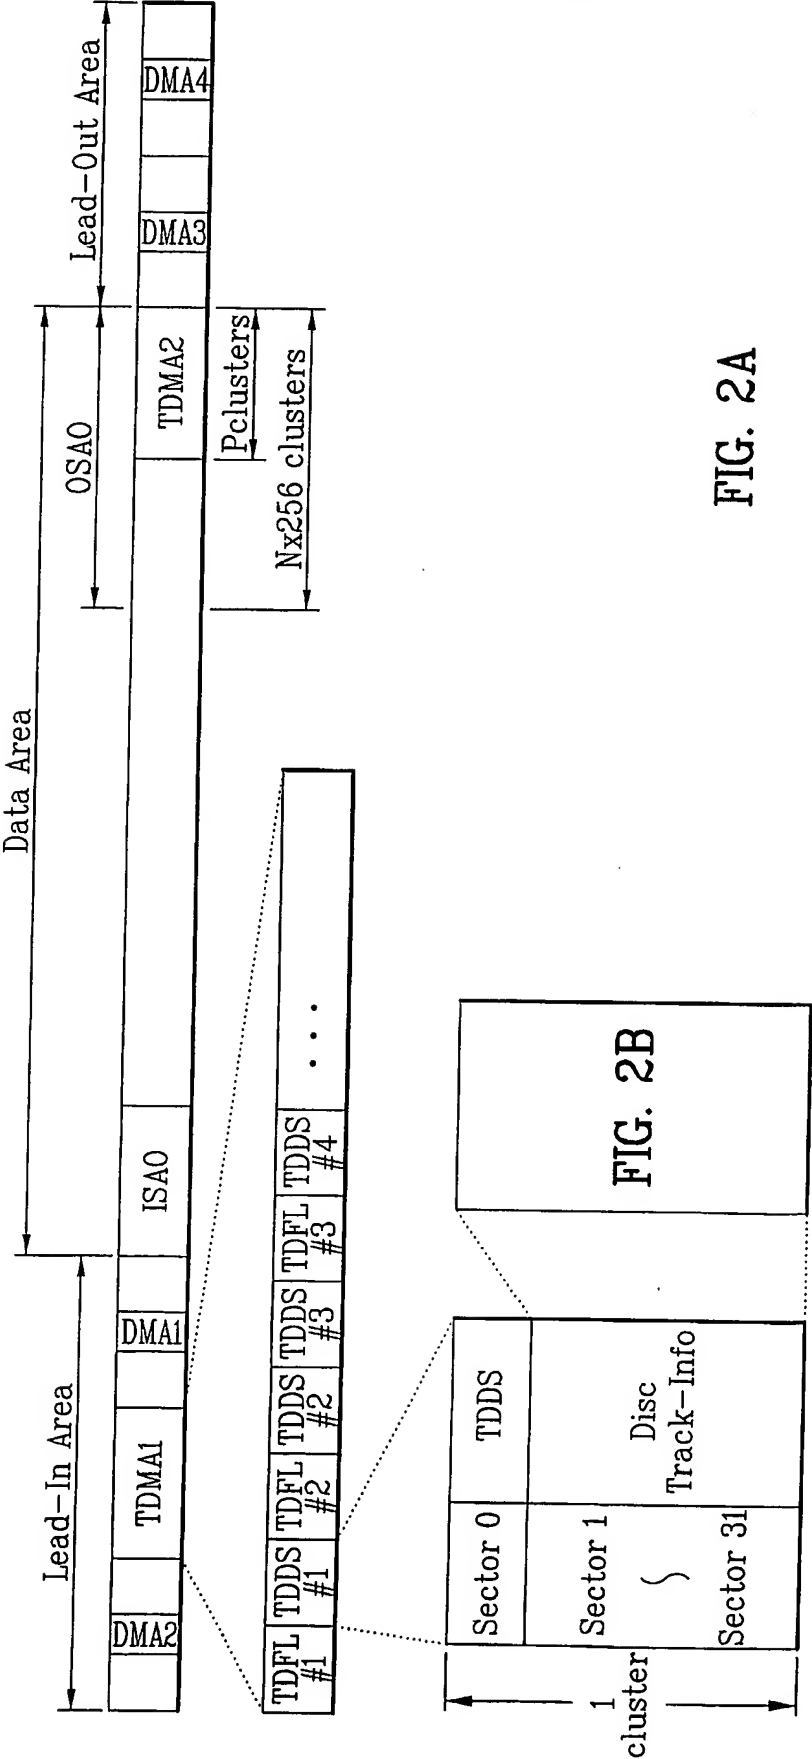 Lead-In Area
Data Area
Lead-Out Area
OSA0
DMA2
TDMA1
DMA1
ISA0
TDMA2
DMA3
DMA4
Pclusters
Nx256 clusters
TDFL
#1
TDDS
#1
TDFL
#2
TDDS
#2
TDDS
#3
TDFL
#3
TDDS
#4
. . .
1
cluster
Sector 0
TDDS
Sector 1
Sector 31
Disc
Track-Info
FIG. 2B
FIG. 2A